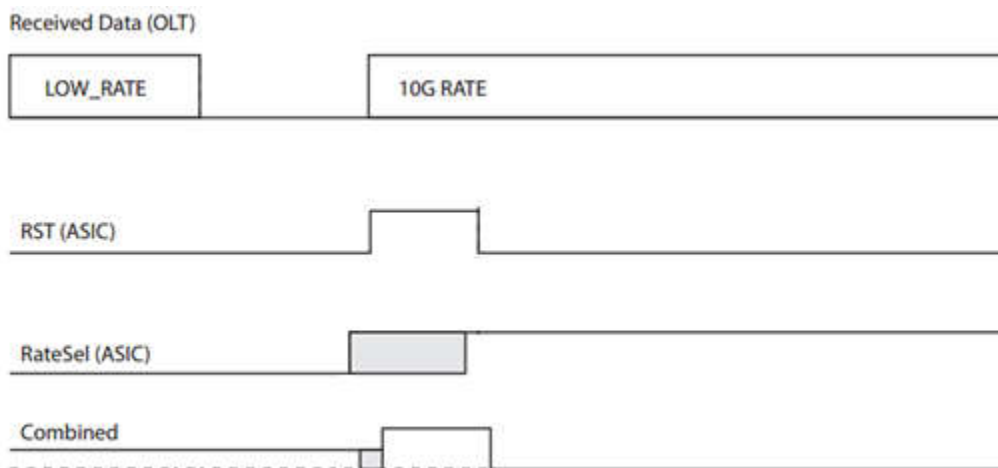 Received Data (OLT)
LOW_RATE
10G RATE
RST (ASIC)
RateSel (ASIC)
Combined